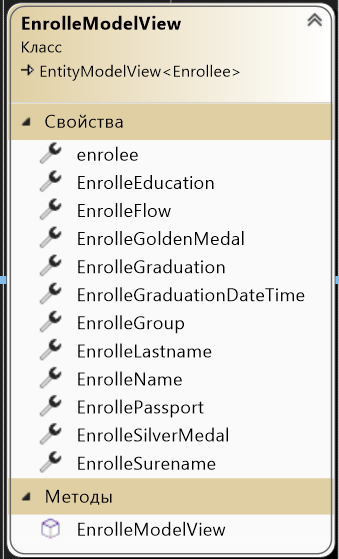 EnrolleModelView
Класс
EntityModelView<Enrollee>
Свойства
enrolee
EnrolleEducation
EnrolleFlow
EnrolleGoldenMedal
EnrolleGraduation
EnrolleGraduationDateTime
EnrolleGroup
EnrolleLastname
EnrolleName
EnrollePassport
EnrolleSilverMedal
EnrolleSurename
Методы
EnrolleModelView